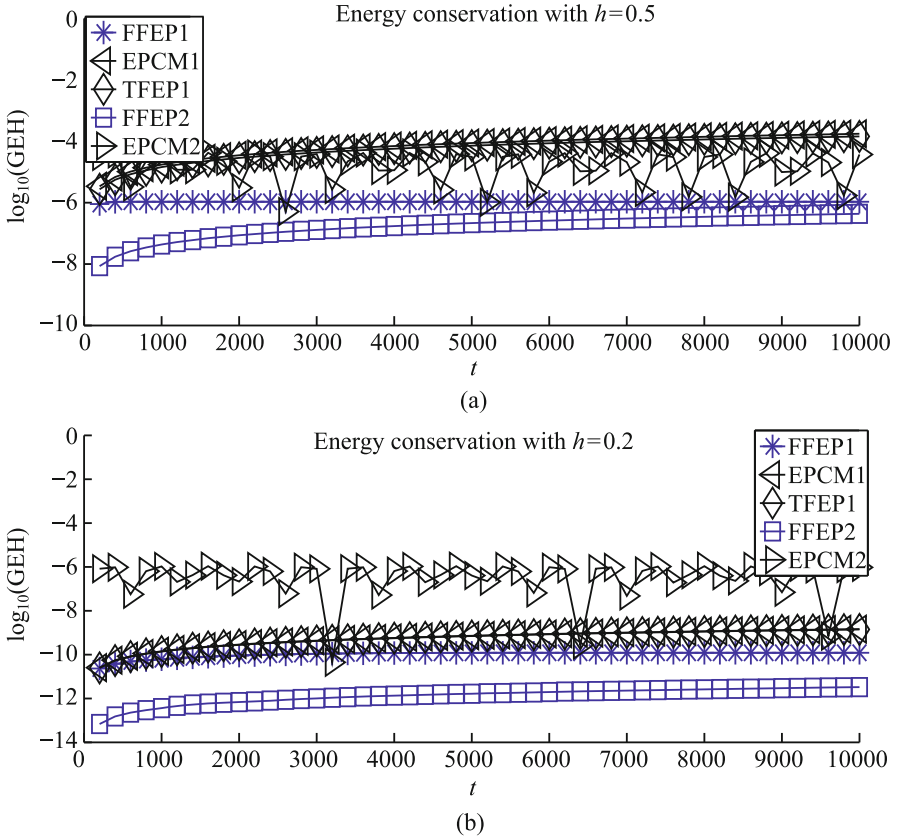 Energy conservation with h=0.5
FFEP1
EPCM1
TFEP1
FFEP2
EPCM2
log10(GEH)
0
−2
−4
−6
−8
−10
0 1000 2000 3000 4000 5000 6000 7000 8000 9000 10000
t
(a)
Energy conservation with h=0.2
FFEP1
EPCM1
TFEP1
FFEP2
EPCM2
log10(GEH)
0
−2
−4
−6
−8
−10
−12
−14
0 1000 2000 3000 4000 5000 6000 7000 8000 9000 10000
t
(b)